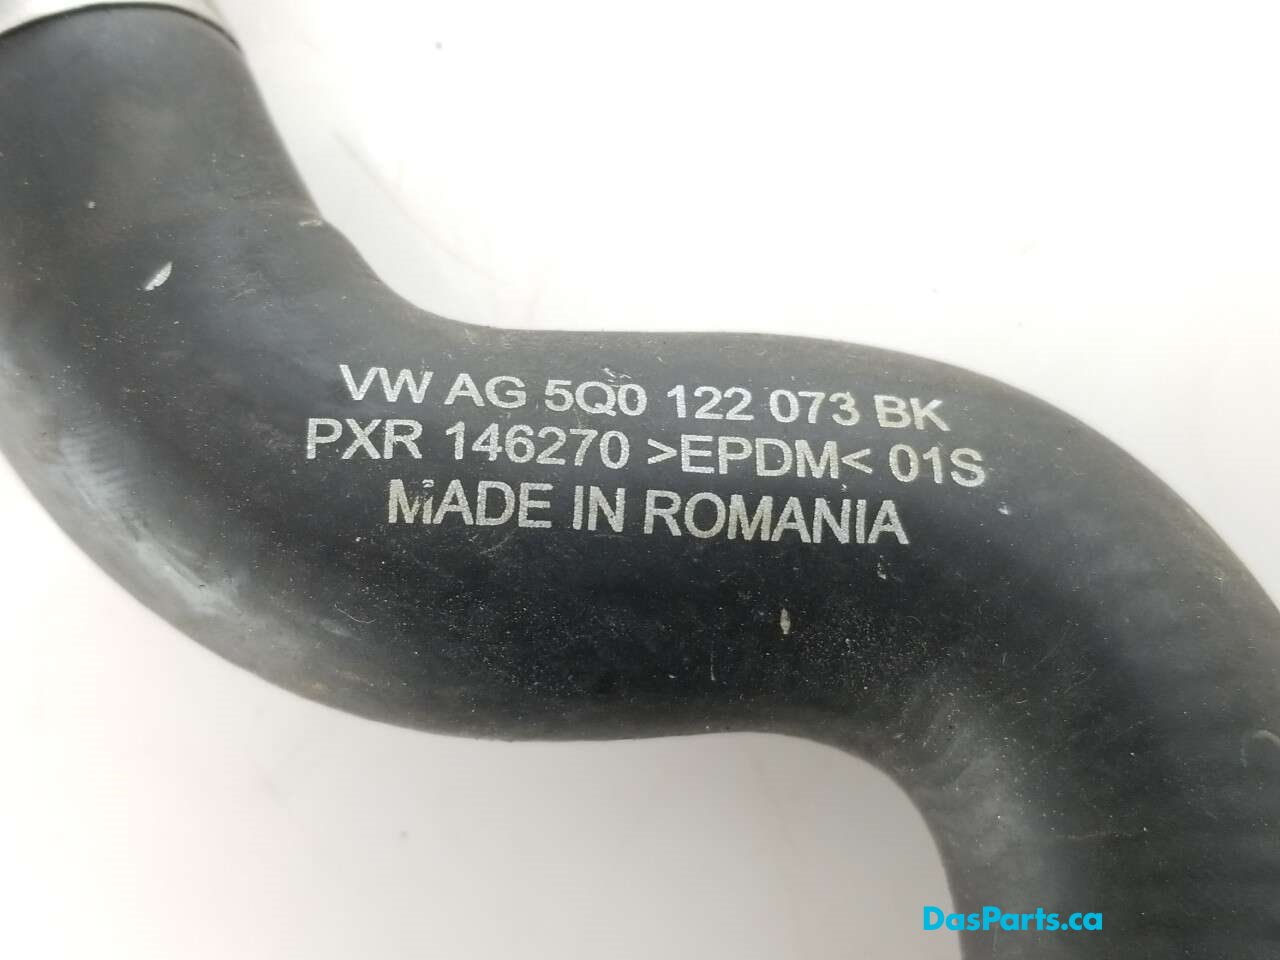 VW AG 5Q0 122 073 BK
PXR 146270 >EPDM< 01S
MADE IN ROMANIA
DasParts.ca